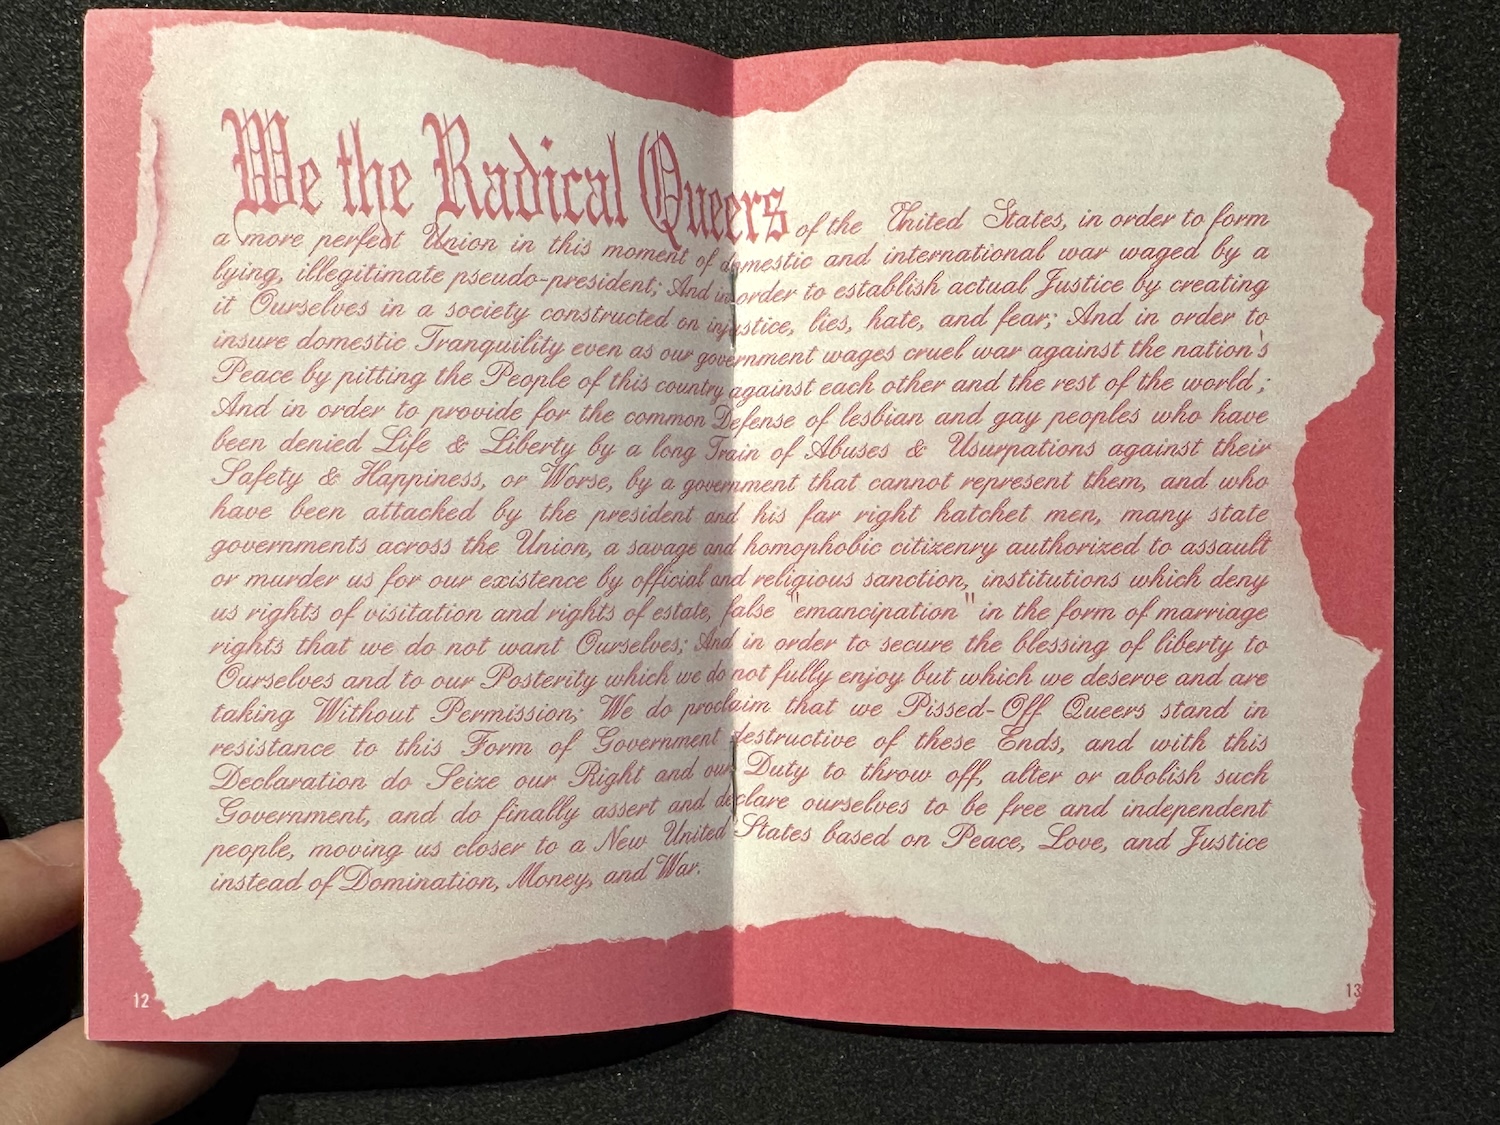 We the Radical Queers of the United States, in order to form
a more perfect Union in this moment of domestic and international war waged by a
lying, illegitimate pseudo-president; And in order to establish actual Justice by creating
it Ourselves in a society constructed on injustice, lies, hate, and fear; And in order to
insure domestic Tranquility even as our government wages cruel war against the nation's
Peace by pitting the People of this country against each other and the rest of the world;
And in order to provide for the common Defense of lesbian and gay peoples who have
been denied Life & Liberty by a long Train of Abuses & Usurpations against their
Safety & Happiness, or Worse, by a government that cannot represent them, and who
have been attacked by the president and his far right hatchet men, many state
governments across the Union, a savage and homophobic citizenry authorized to assault
or murder us for our existence by official and religious sanction, institutions which deny
us rights of visitation and rights of estate, false "emancipation" in the form of marriage
rights that we do not want Ourselves; And in order to secure the blessing of liberty to
Ourselves and to our Posterity which we do not fully enjoy but which we deserve and are
taking Without Permission; We do proclaim that we Pissed-Off Queers stand in
resistance to this Form of Government destructive of these Ends, and with this
Declaration do Seize our Right and our Duty to throw off, alter or abolish such
Government, and do finally assert and declare ourselves to be free and independent
people, moving us closer to a New United States based on Peace, Love, and Justice
instead of Domination, Money, and War.
12
13